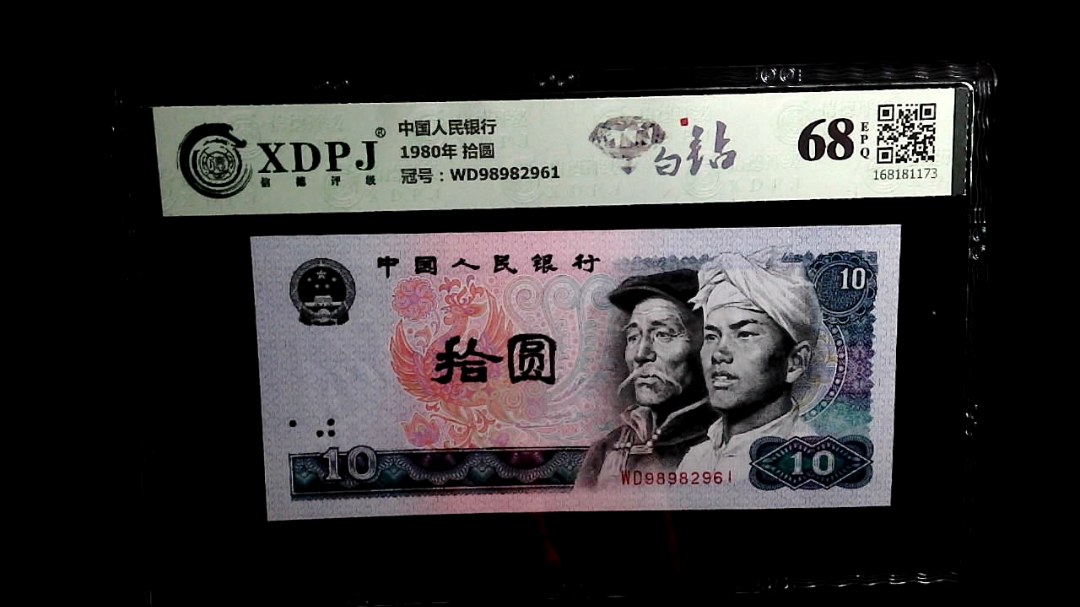 XDPJ®
信德评级
中国人民银行
1980年 拾圆
冠号：WD98982961
白钻
68
EPQ
168181173
中国人民银行
10
拾圆
10
WD98982961
10